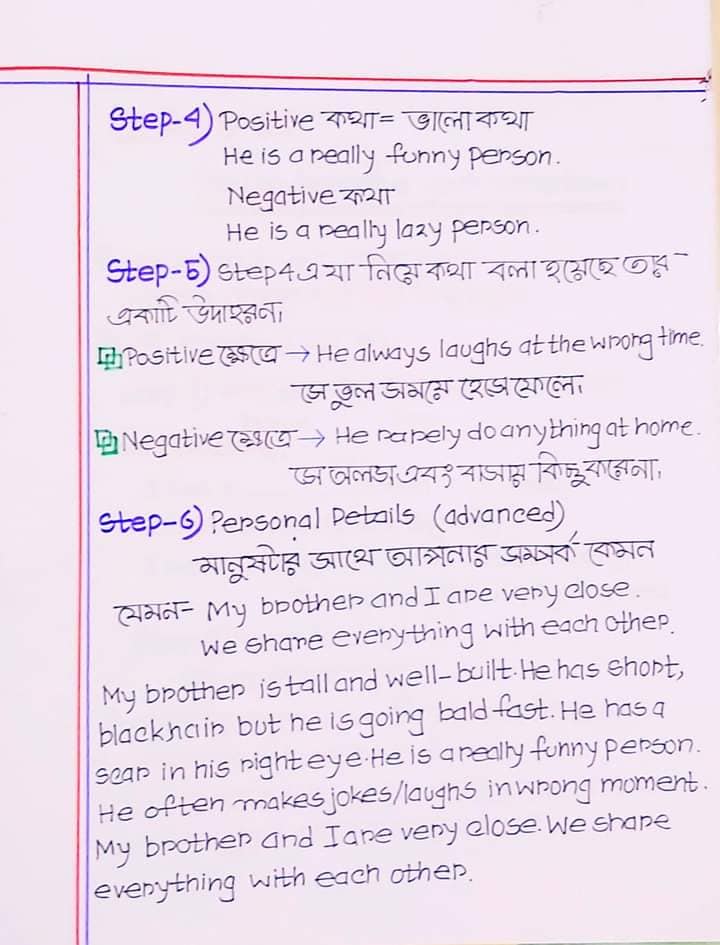 Step-4) Positive কথা = ভালো কথা
He is a really funny person.
Negative কথা
He is a really lazy person.
Step-5) Step 4 এ যা নিয়ে কথা বলা হয়েছে তার
একটি উদাহরন।
Positive ক্ষেত্রে → He always laughs at the wrong time.
সে ভুল সময়ে হেসে ফেলে।
Negative ক্ষেত্রে → He rarely do anything at home.
সে অলস এবং বাসায় কিছু করেনা।
Step-6) Personal Details (advanced)
মানুষটার সাথে আপনার সম্পর্ক কেমন
যেমন- My brother and I are very close.
We share everything with each other.
My brother is tall and well-built. He has short,
black hair but he is going bald fast. He has a
scar in his right eye. He is a really funny person.
He often makes jokes/laughs in wrong moment.
My brother and I are very close. We share
everything with each other.